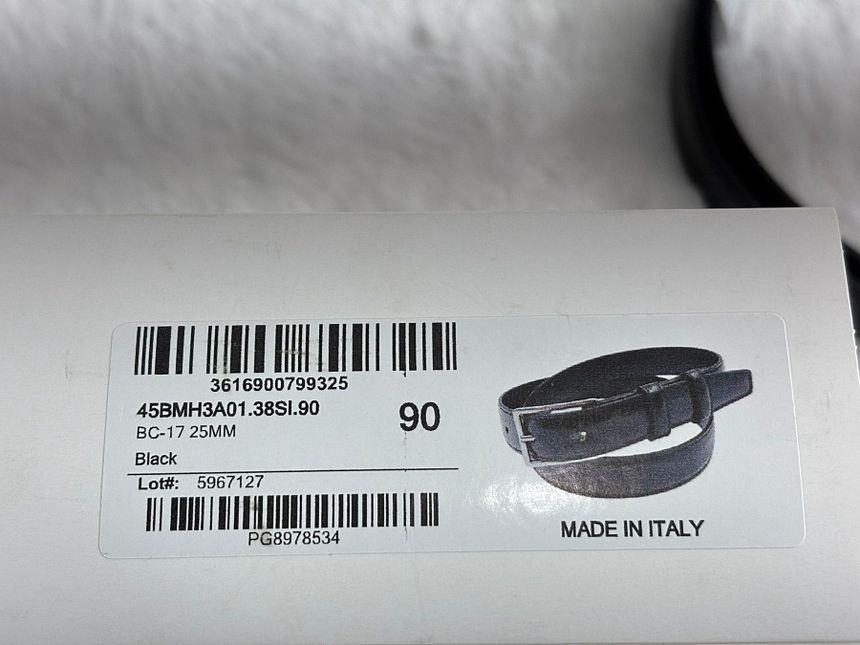 3616900799325
45BMH3A01.38SI.90
90
BC-17 25MM
Black
Lot#: 5967127
PG8978534
MADE IN ITALY